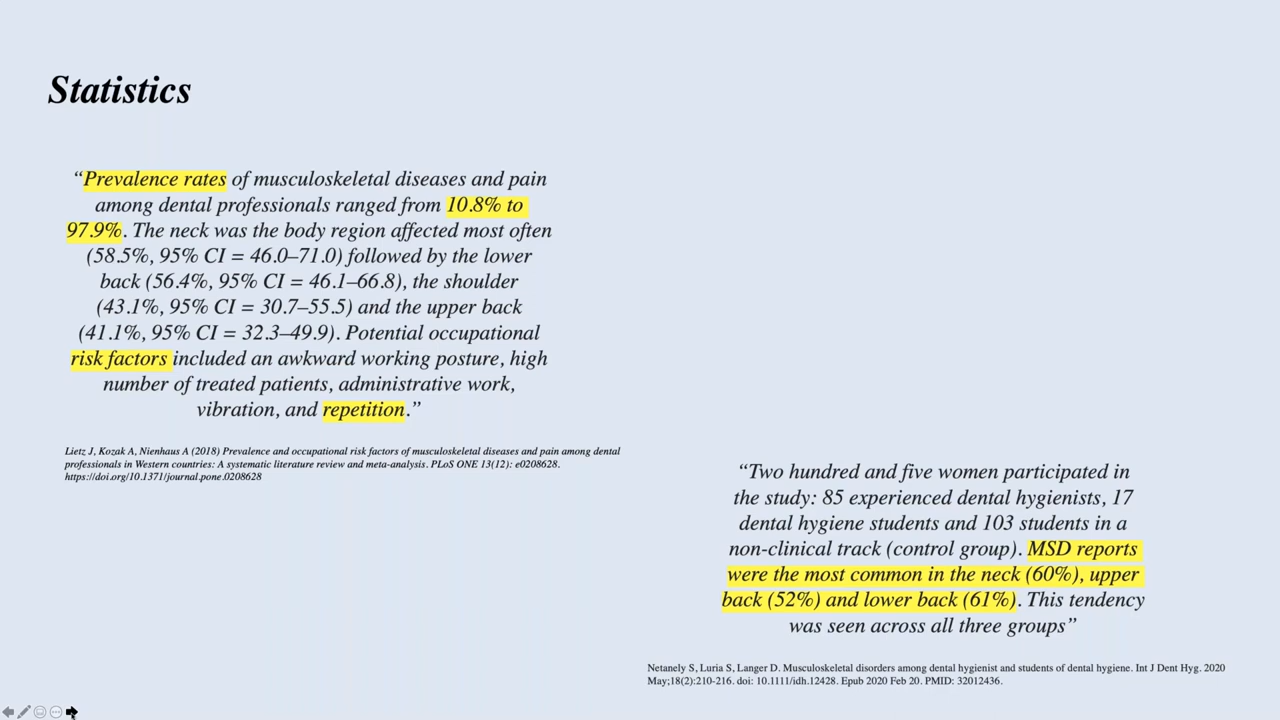 Statistics
“Prevalence rates of musculoskeletal diseases and pain
among dental professionals ranged from 10.8% to
97.9%. The neck was the body region affected most often
(58.5%, 95% CI = 46.0–71.0) followed by the lower
back (56.4%, 95% CI = 46.1–66.8), the shoulder
(43.1%, 95% CI = 30.7–55.5) and the upper back
(41.1%, 95% CI = 32.3–49.9). Potential occupational
risk factors included an awkward working posture, high
number of treated patients, administrative work,
vibration, and repetition.”
Lietz J, Kozak A, Nienhaus A (2018) Prevalence and occupational risk factors of musculoskeletal diseases and pain among dental
professionals in Western countries: A systematic literature review and meta-analysis. PLoS ONE 13(12): e0208628.
https://doi.org/10.1371/journal.pone.0208628
“Two hundred and five women participated in
the study: 85 experienced dental hygienists, 17
dental hygiene students and 103 students in a
non-clinical track (control group). MSD reports
were the most common in the neck (60%), upper
back (52%) and lower back (61%). This tendency
was seen across all three groups”
Netanely S, Luria S, Langer D. Musculoskeletal disorders among dental hygienist and students of dental hygiene. Int J Dent Hyg. 2020
May;18(2):210-216. doi: 10.1111/idh.12428. Epub 2020 Feb 20. PMID: 32012436.